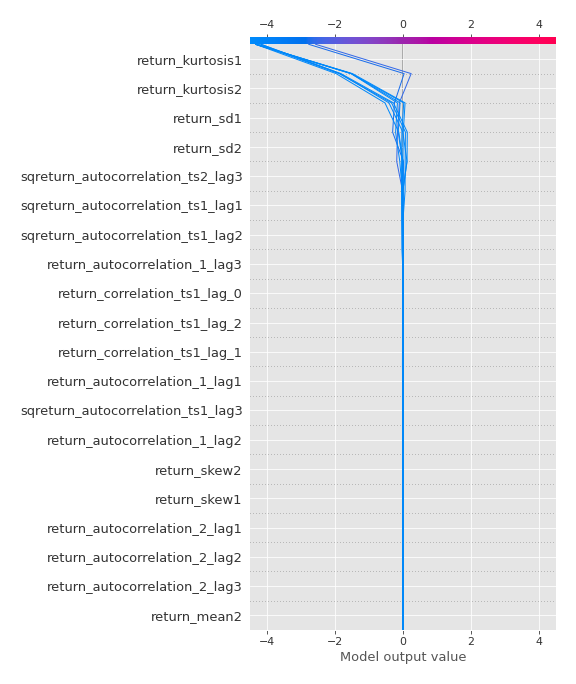 −4 −2 0 2 4
return_kurtosis1
return_kurtosis2
return_sd1
return_sd2
sqreturn_autocorrelation_ts2_lag3
sqreturn_autocorrelation_ts1_lag1
sqreturn_autocorrelation_ts1_lag2
return_autocorrelation_1_lag3
return_correlation_ts1_lag_0
return_correlation_ts1_lag_2
return_correlation_ts1_lag_1
return_autocorrelation_1_lag1
sqreturn_autocorrelation_ts1_lag3
return_autocorrelation_1_lag2
return_skew2
return_skew1
return_autocorrelation_2_lag1
return_autocorrelation_2_lag2
return_autocorrelation_2_lag3
return_mean2
−4 −2 0 2 4
Model output value